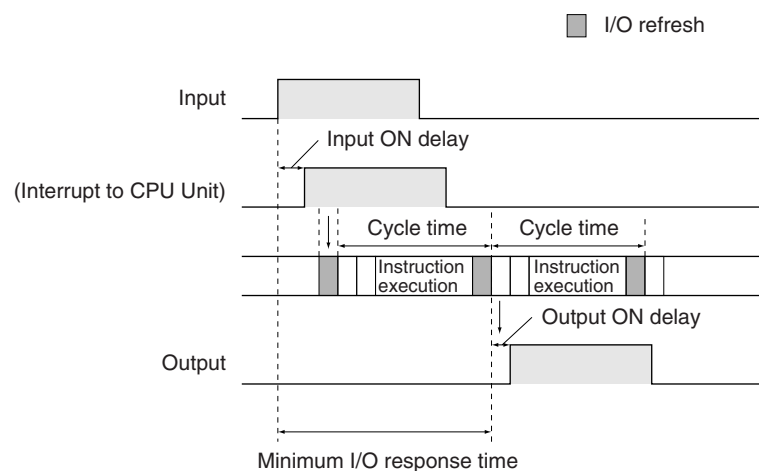 I/O refresh
Input
Input ON delay
(Interrupt to CPU Unit)
Cycle time
Cycle time
Instruction
execution
Instruction
execution
Output ON delay
Output
Minimum I/O response time